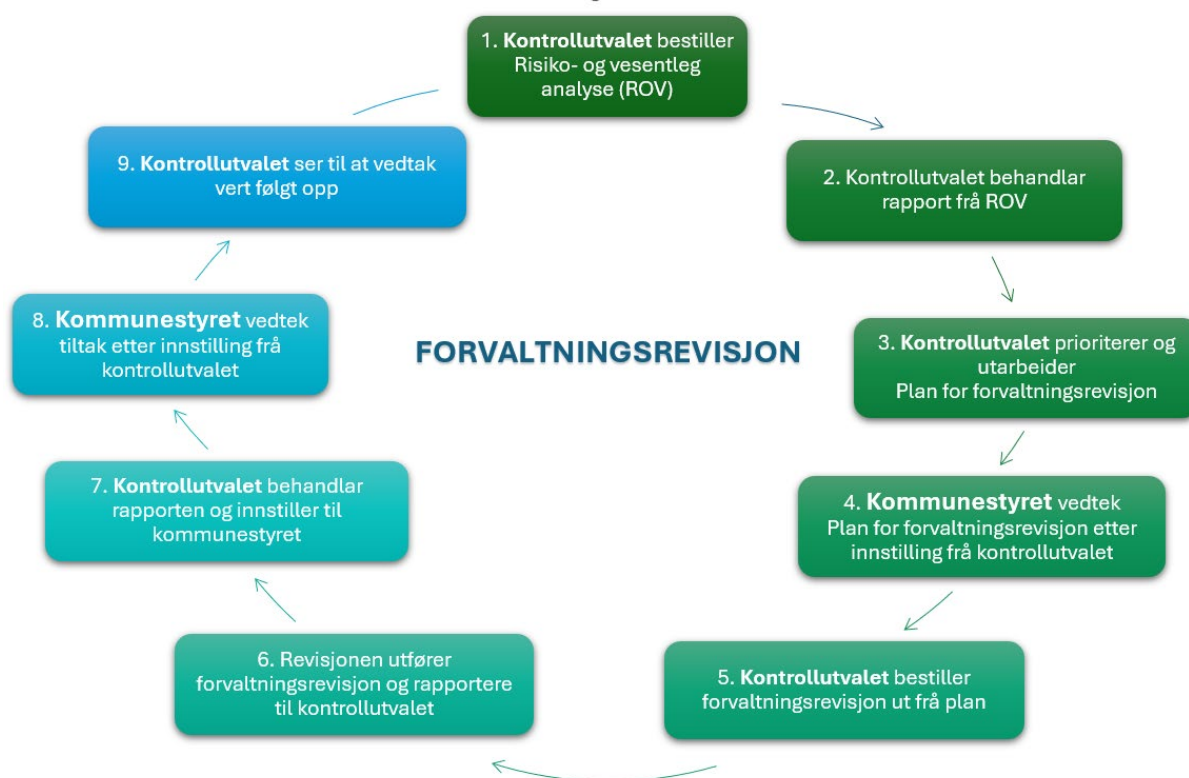 1. Kontrollutvalet bestiller
Risiko- og vesentleg
analyse (ROV)
2. Kontrollutvalet behandlar
rapport frå ROV
3. Kontrollutvalet prioriterer og
utarbeider
Plan for forvaltningsrevisjon
4. Kommunestyret vedtek
Plan for forvaltningsrevisjon etter
innstilling frå kontrollutvalet
5. Kontrollutvalet bestiller
forvaltningsrevisjon ut frå plan
6. Revisjonen utfører
forvaltningsrevisjon og rapportere
til kontrollutvalet
7. Kontrollutvalet behandlar
rapporten og innstiller til
kommunestyret
8. Kommunestyret vedtek
tiltak etter innstilling frå
kontrollutvalet
9. Kontrollutvalet ser til at vedtak
vert følgt opp
FORVALTNINGSREVISJON